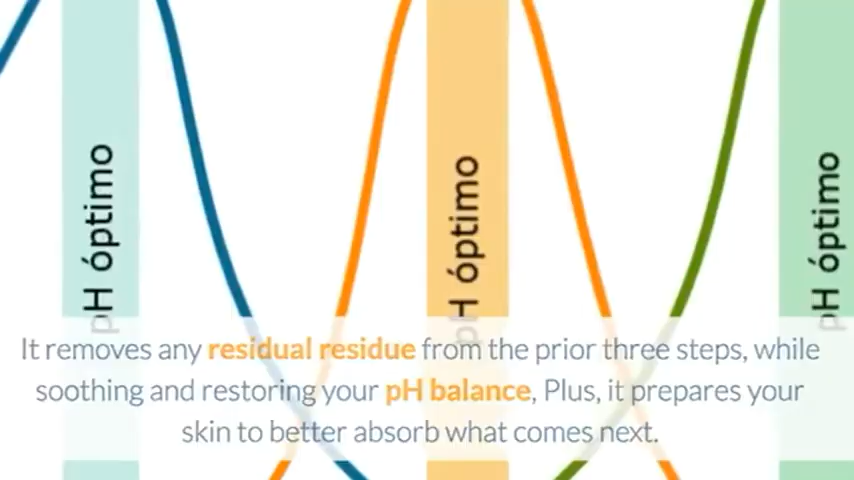 pH óptimo
pH óptimo
pH óptimo
It removes any residual residue from the prior three steps, while
soothing and restoring your pH balance, Plus, it prepares your
skin to better absorb what comes next.